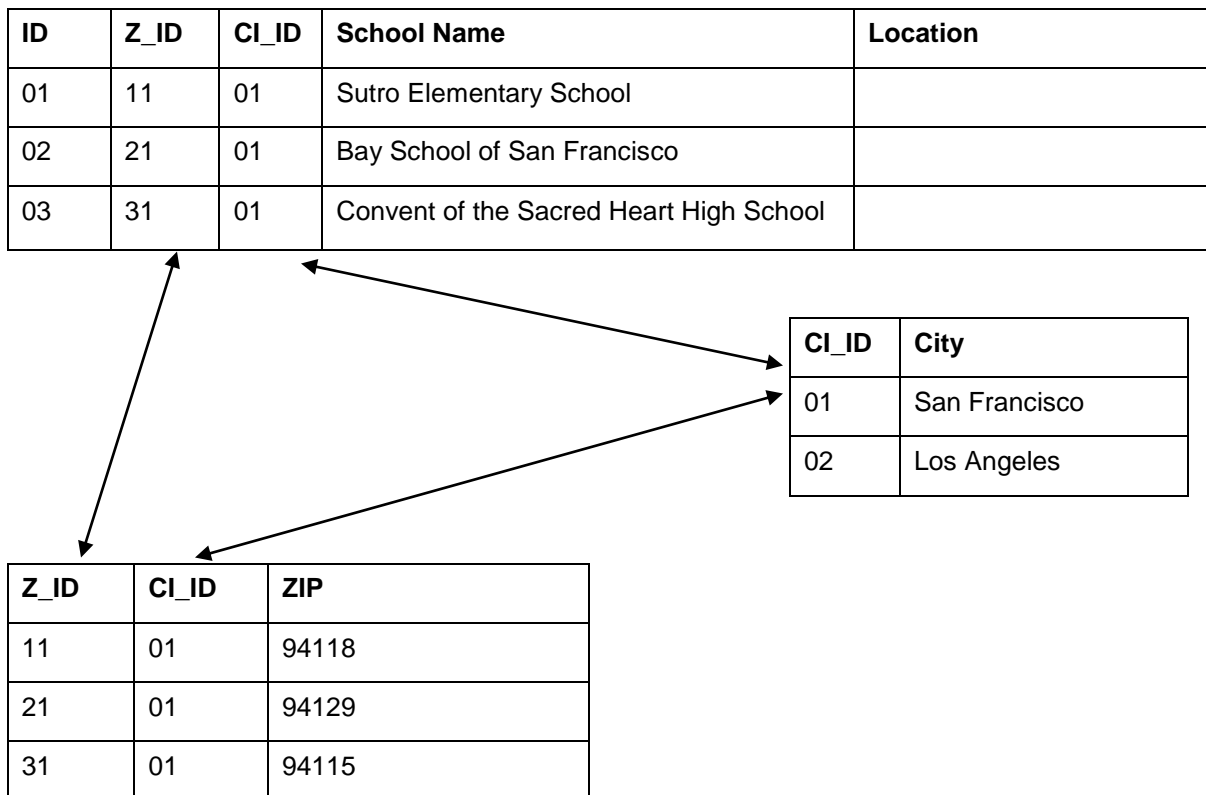 ID Z_ID CI_ID School Name Location
01 11 01 Sutro Elementary School
02 21 01 Bay School of San Francisco
03 31 01 Convent of the Sacred Heart High School
CI_ID City
01 San Francisco
02 Los Angeles
Z_ID CI_ID ZIP
11 01 94118
21 01 94129
31 01 94115